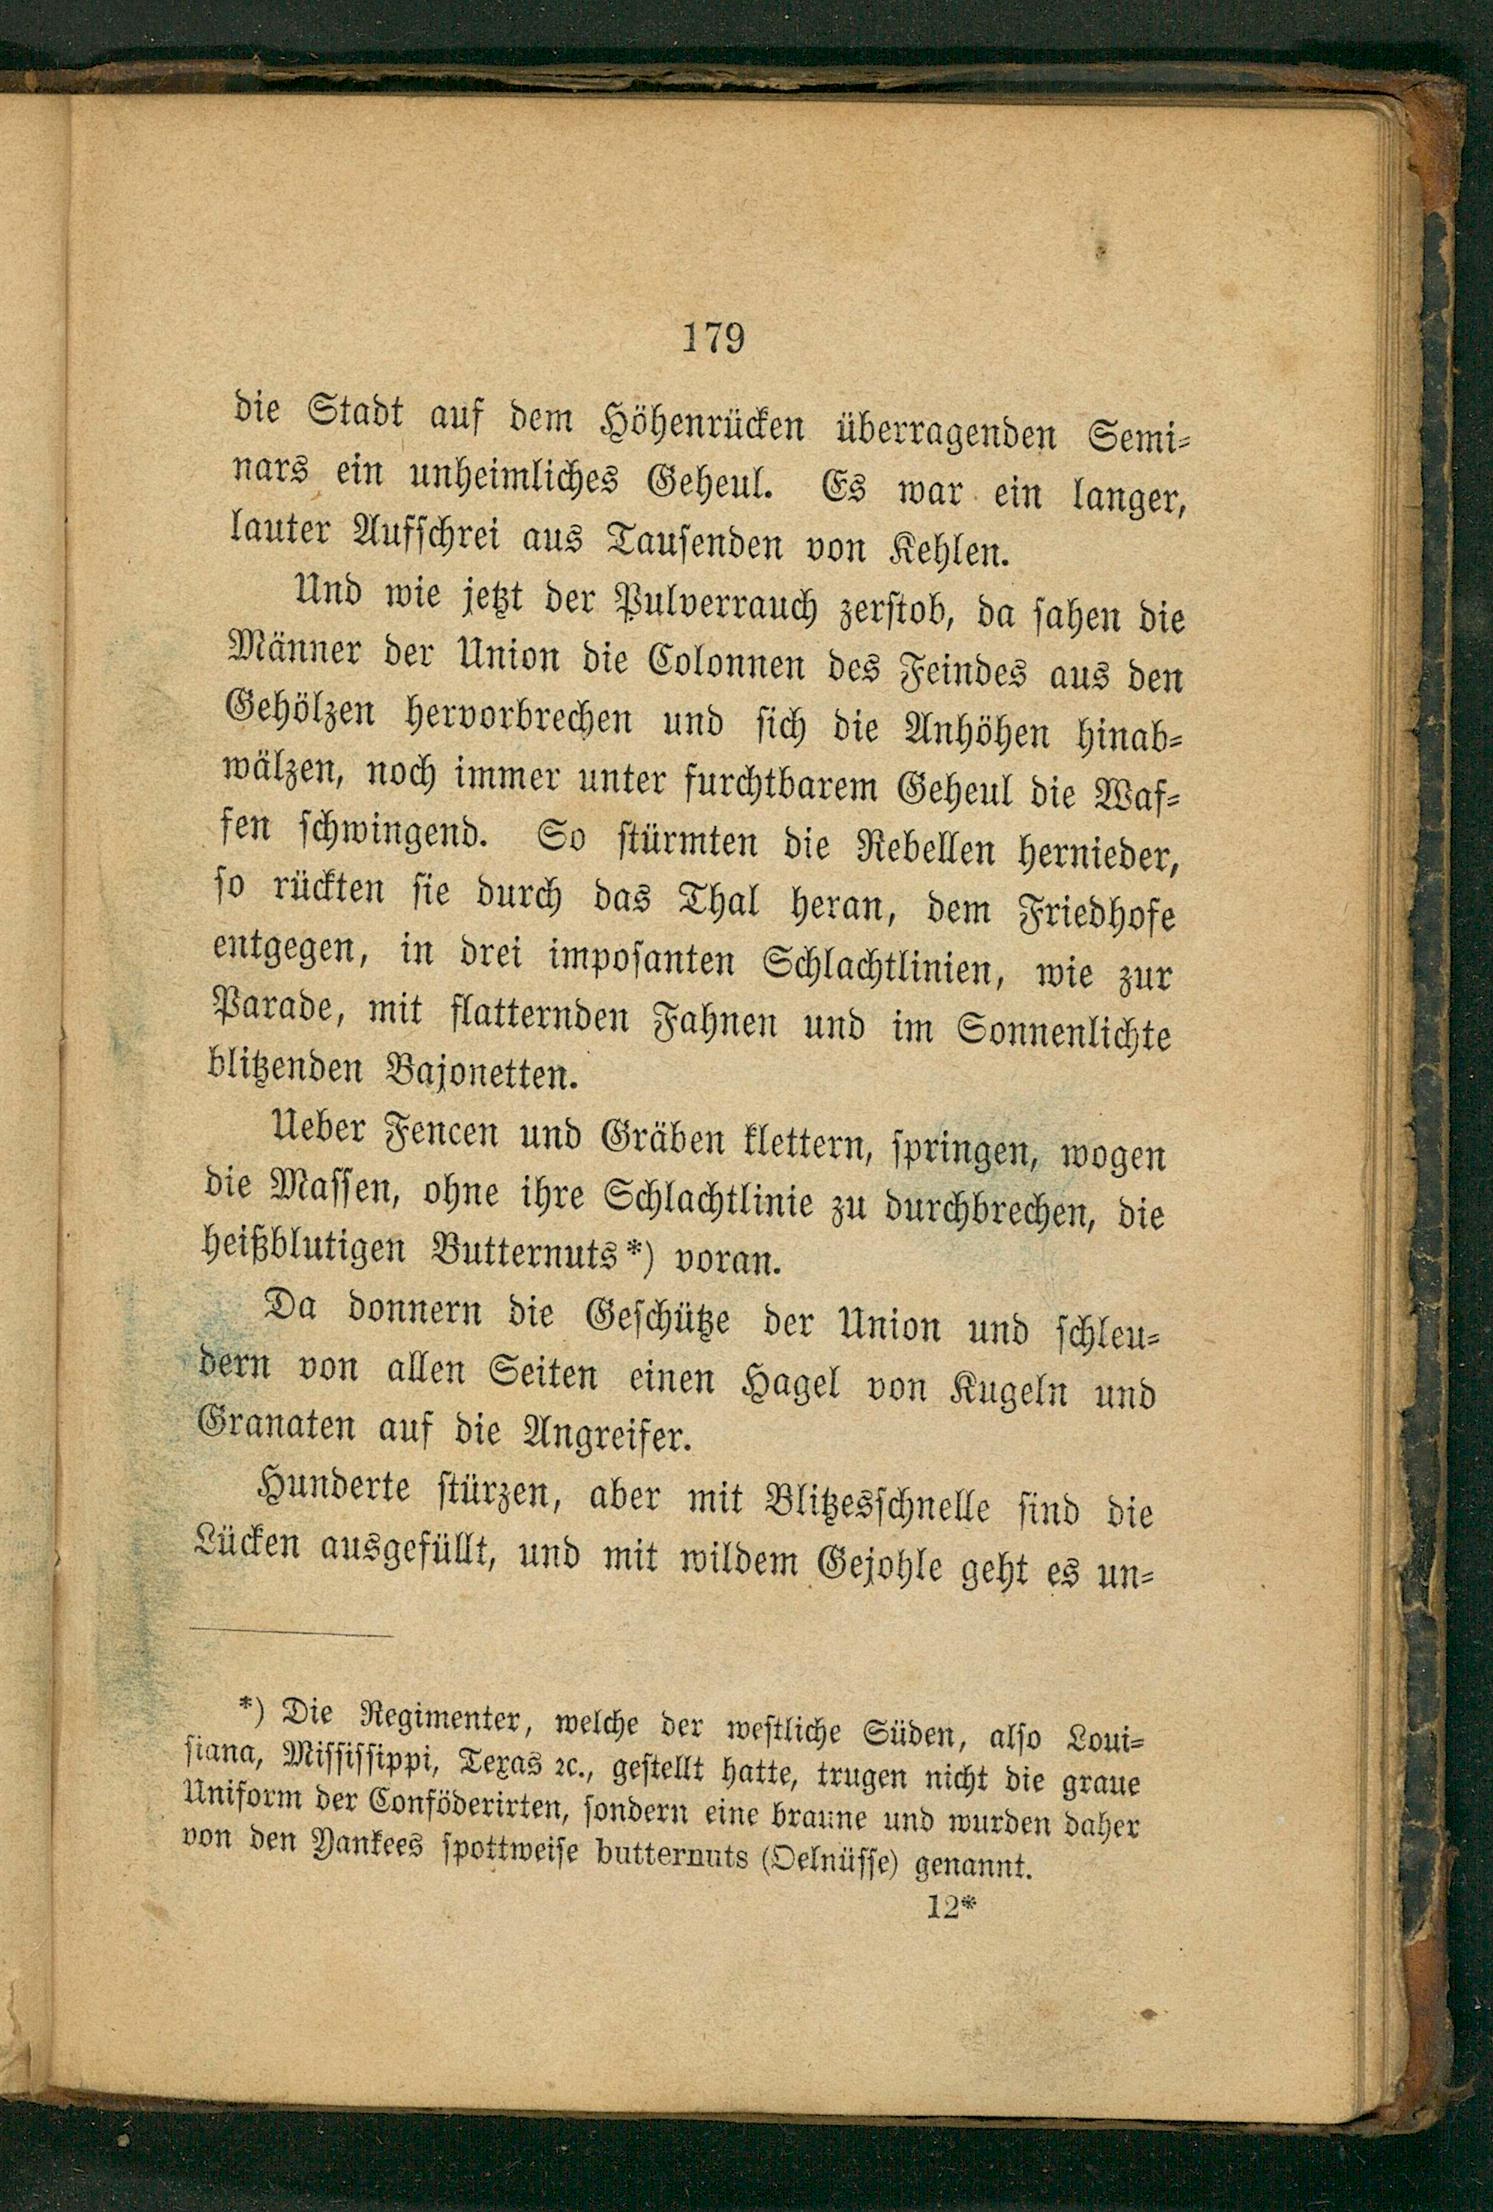 179
die Stadt auf dem Höhenrücken überragenden Semi-
nars ein unheimliches Geheul. Es war ein langer,
lauter Aufschrei aus Tausenden von Kehlen.
Und wie jetzt der Pulverrauch zerstob, da sahen die
Männer der Union die Colonnen des Feindes aus den
Gehölzen hervorbrechen und sich die Anhöhen hinab-
wälzen, noch immer unter furchtbarem Geheul die Waf-
fen schwingend. So stürmten die Rebellen hernieder,
so rückten sie durch das Thal heran, dem Friedhofe
entgegen, in drei imposanten Schlachtlinien, wie zur
Parade, mit flatternden Fahnen und im Sonnenlichte
blitzenden Bajonetten.
Ueber Fencen und Gräben klettern, springen, wogen
die Massen, ohne ihre Schlachtlinie zu durchbrechen, die
heißblutigen Butternuts*) voran.
Da donnern die Geschütze der Union und schleu-
dern von allen Seiten einen Hagel von Kugeln und
Granaten auf die Angreifer.
Hunderte stürzen, aber mit Blitzesschnelle sind die
Lücken ausgefüllt, und mit wildem Gejohle geht es un-
*) Die Regimenter, welche der westliche Süden, also Loui-
siana, Mississippi, Texas ꝛc., gestellt hatte, trugen nicht die graue
Uniform der Conföderirten, sondern eine braune und wurden daher
von den Yankees spottweise butternuts (Oelnüsse) genannt.
12*